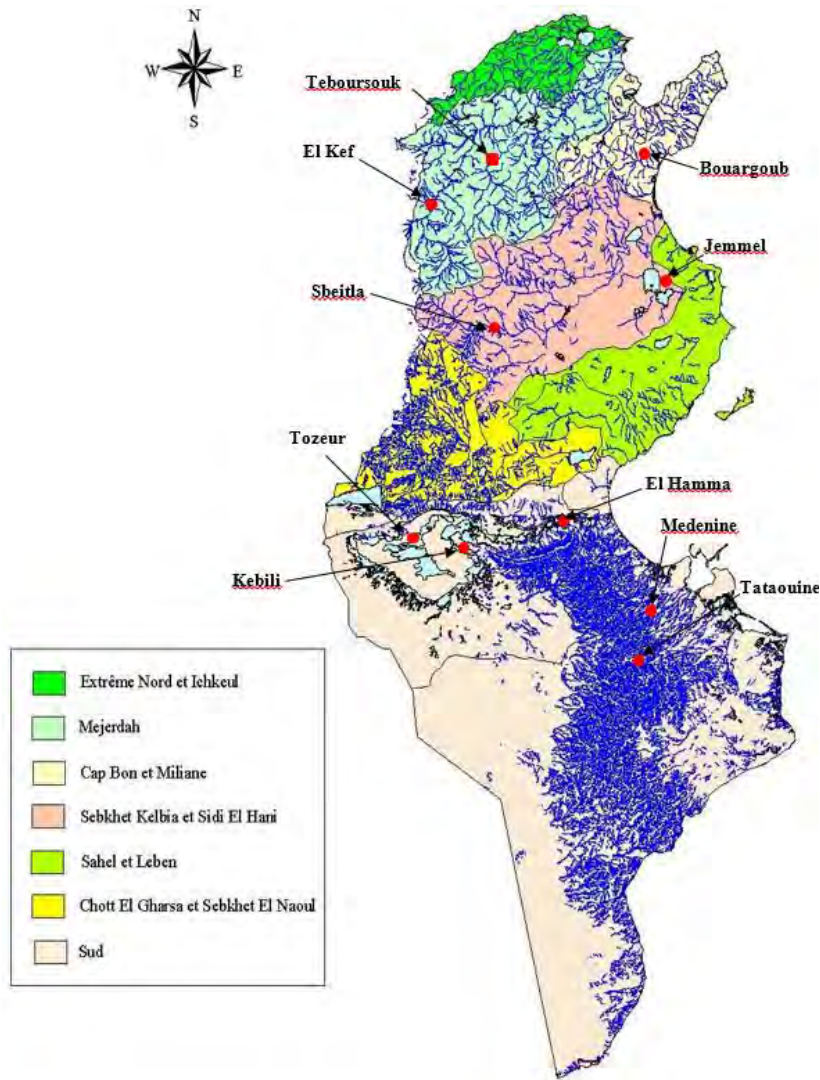 N
W E
S
Teboursouk
El Kef
Bouargoub
Jemmel
Sbeitla
Tozeur
El Hamma
Medenine
Kebili
Tataouine
Extrême Nord et Ichkeul
Mejerdah
Cap Bon et Miliane
Sebkhet Kelbia et Sidi El Hani
Sahel et Leben
Chott El Gharsa et Sebkhet El Naoul
Sud